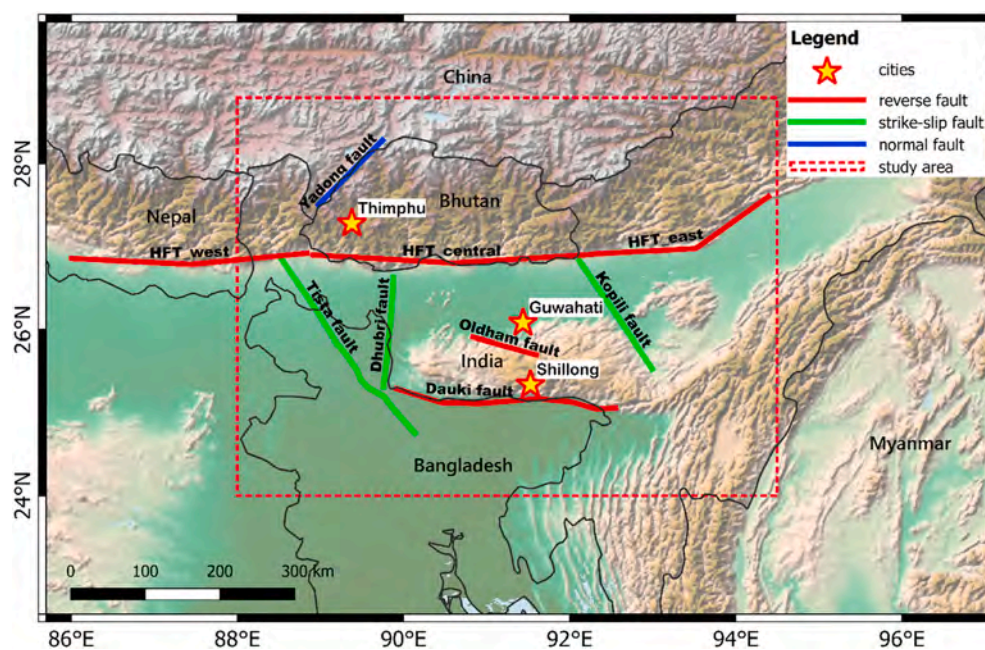 Legend
cities
reverse fault
strike-slip fault
normal fault
study area
China
28°N
Yadong fault
Nepal
Thimphu
Bhutan
HFT_west
HFT_central
HFT_east
Tista fault
Dhubri fault
Kopili fault
26°N
Guwahati
Oldham fault
India
Shillong
Dauki fault
Myanmar
Bangladesh
24°N
0 100 200 300 km
86°E 88°E 90°E 92°E 94°E 96°E